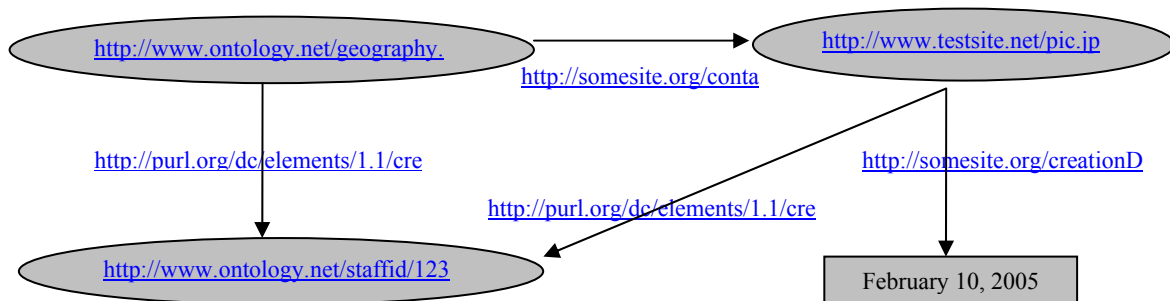 http://www.ontology.net/geography.
http://www.testsite.net/pic.jp
http://somesite.org/conta
http://purl.org/dc/elements/1.1/cre
http://somesite.org/creationD
http://purl.org/dc/elements/1.1/cre
http://www.ontology.net/staffid/123
February 10, 2005